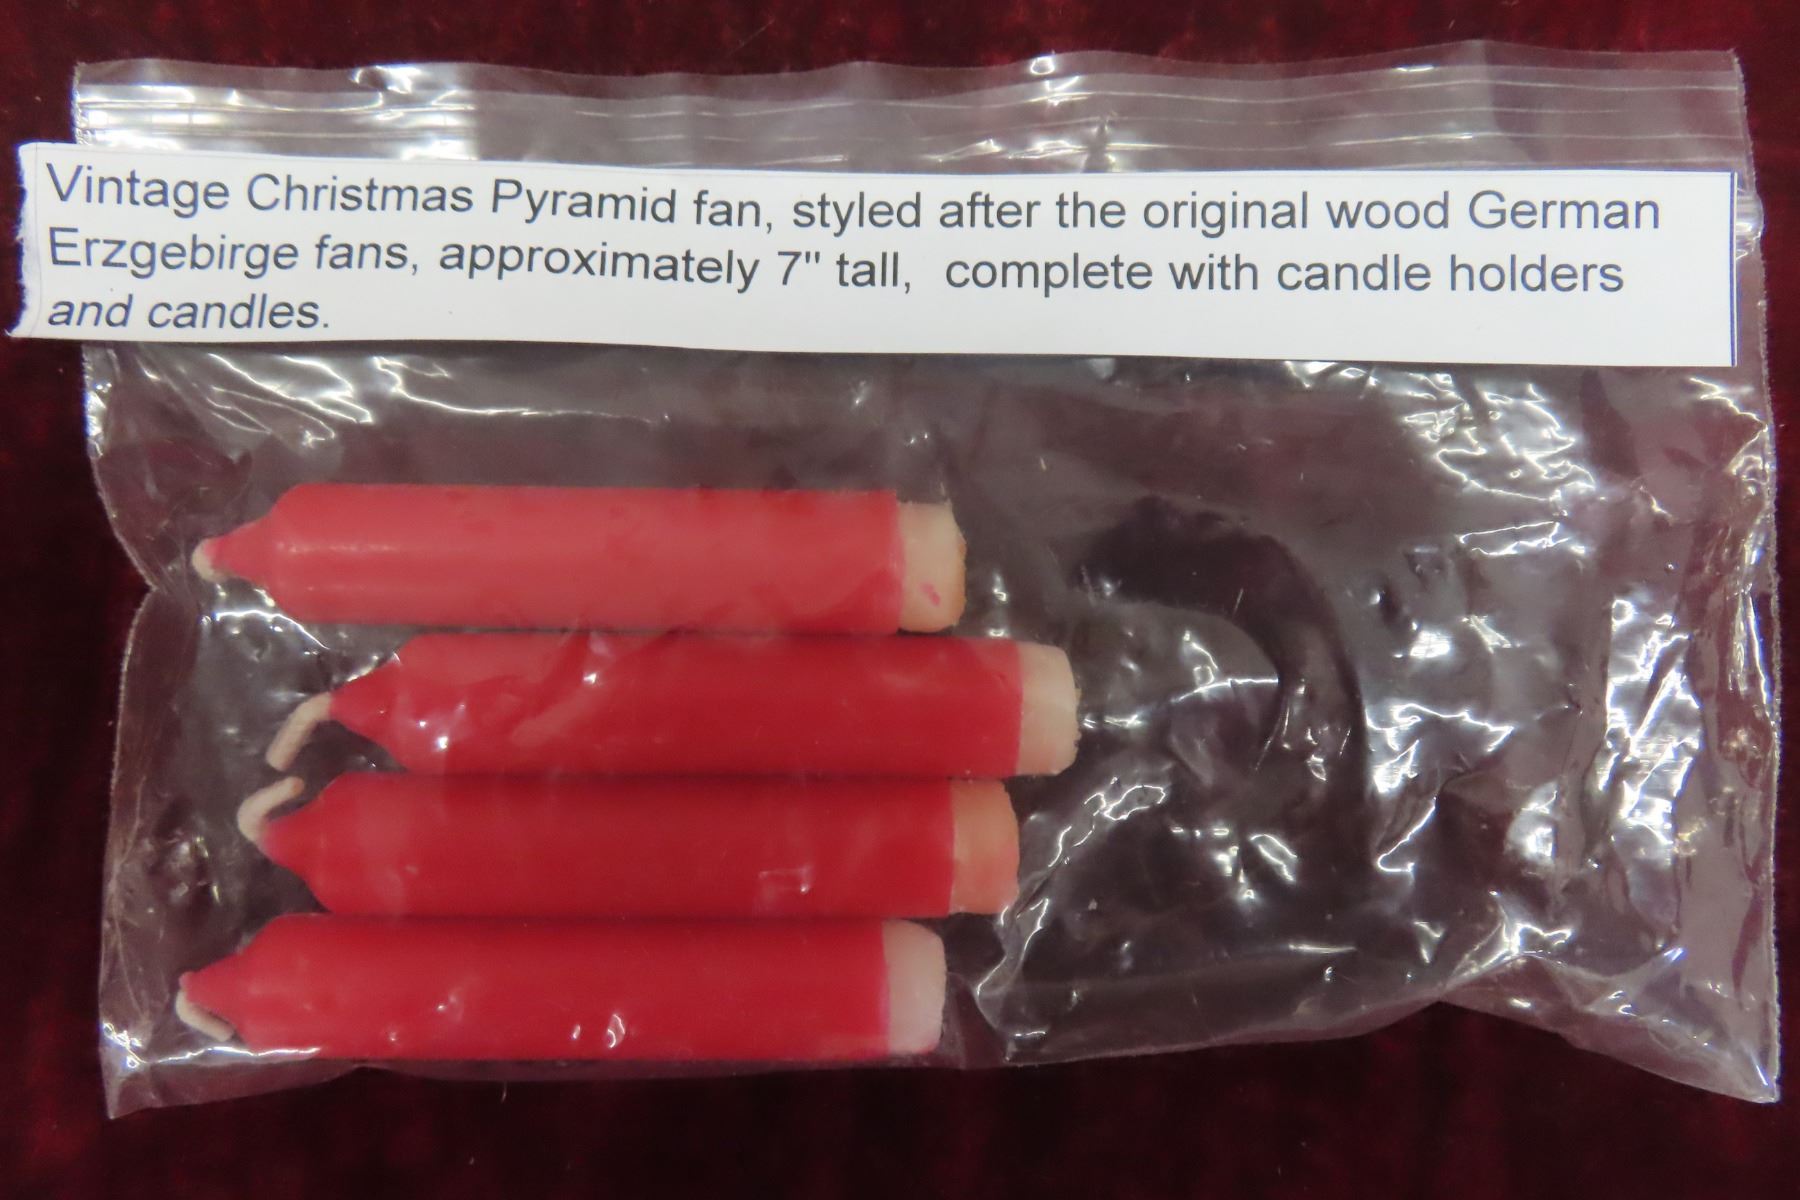 Vintage Christmas Pyramid fan, styled after the original wood German
Erzgebirge fans, approximately 7" tall,  complete with candle holders
and candles.